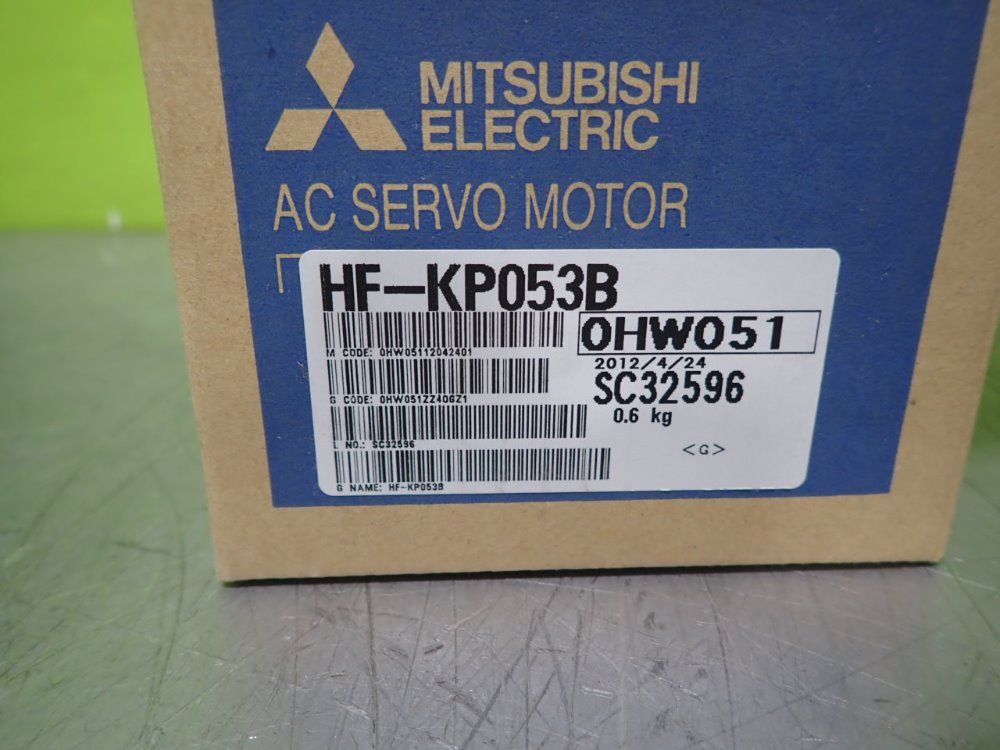 MITSUBISHI
ELECTRIC
AC SERVO MOTOR
HF-KP053B
0HW051
M CODE: 0HW05112042401
2012/4/24
SC32596
G CODE: 0HW051ZZ40GZ1
0.6 kg
L NO.: SC32596
<G>
G NAME: HF-KP053B